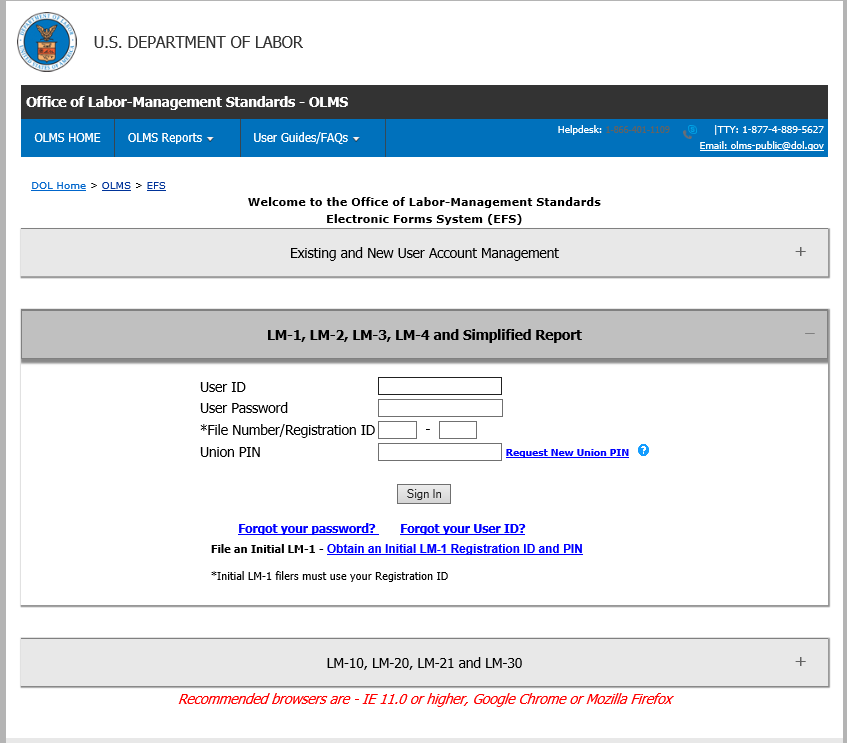 U.S. DEPARTMENT OF LABOR
Office of Labor-Management Standards - OLMS
OLMS HOME OLMS Reports User Guides/FAQs
Helpdesk: |TTY: 1-877-4-889-5627
Email: olms-public@dol.gov
DOL Home > OLMS > EFS
Welcome to the Office of Labor-Management Standards
Electronic Forms System (EFS)
Existing and New User Account Management +
LM-1, LM-2, LM-3, LM-4 and Simplified Report −
User ID
User Password
*File Number/Registration ID -
Union PIN Request New Union PIN ?
Sign In
Forgot your password? Forgot your User ID?
File an Initial LM-1 - Obtain an Initial LM-1 Registration ID and PIN
*Initial LM-1 filers must use your Registration ID
LM-10, LM-20, LM-21 and LM-30 +
Recommended browsers are - IE 11.0 or higher, Google Chrome or Mozilla Firefox